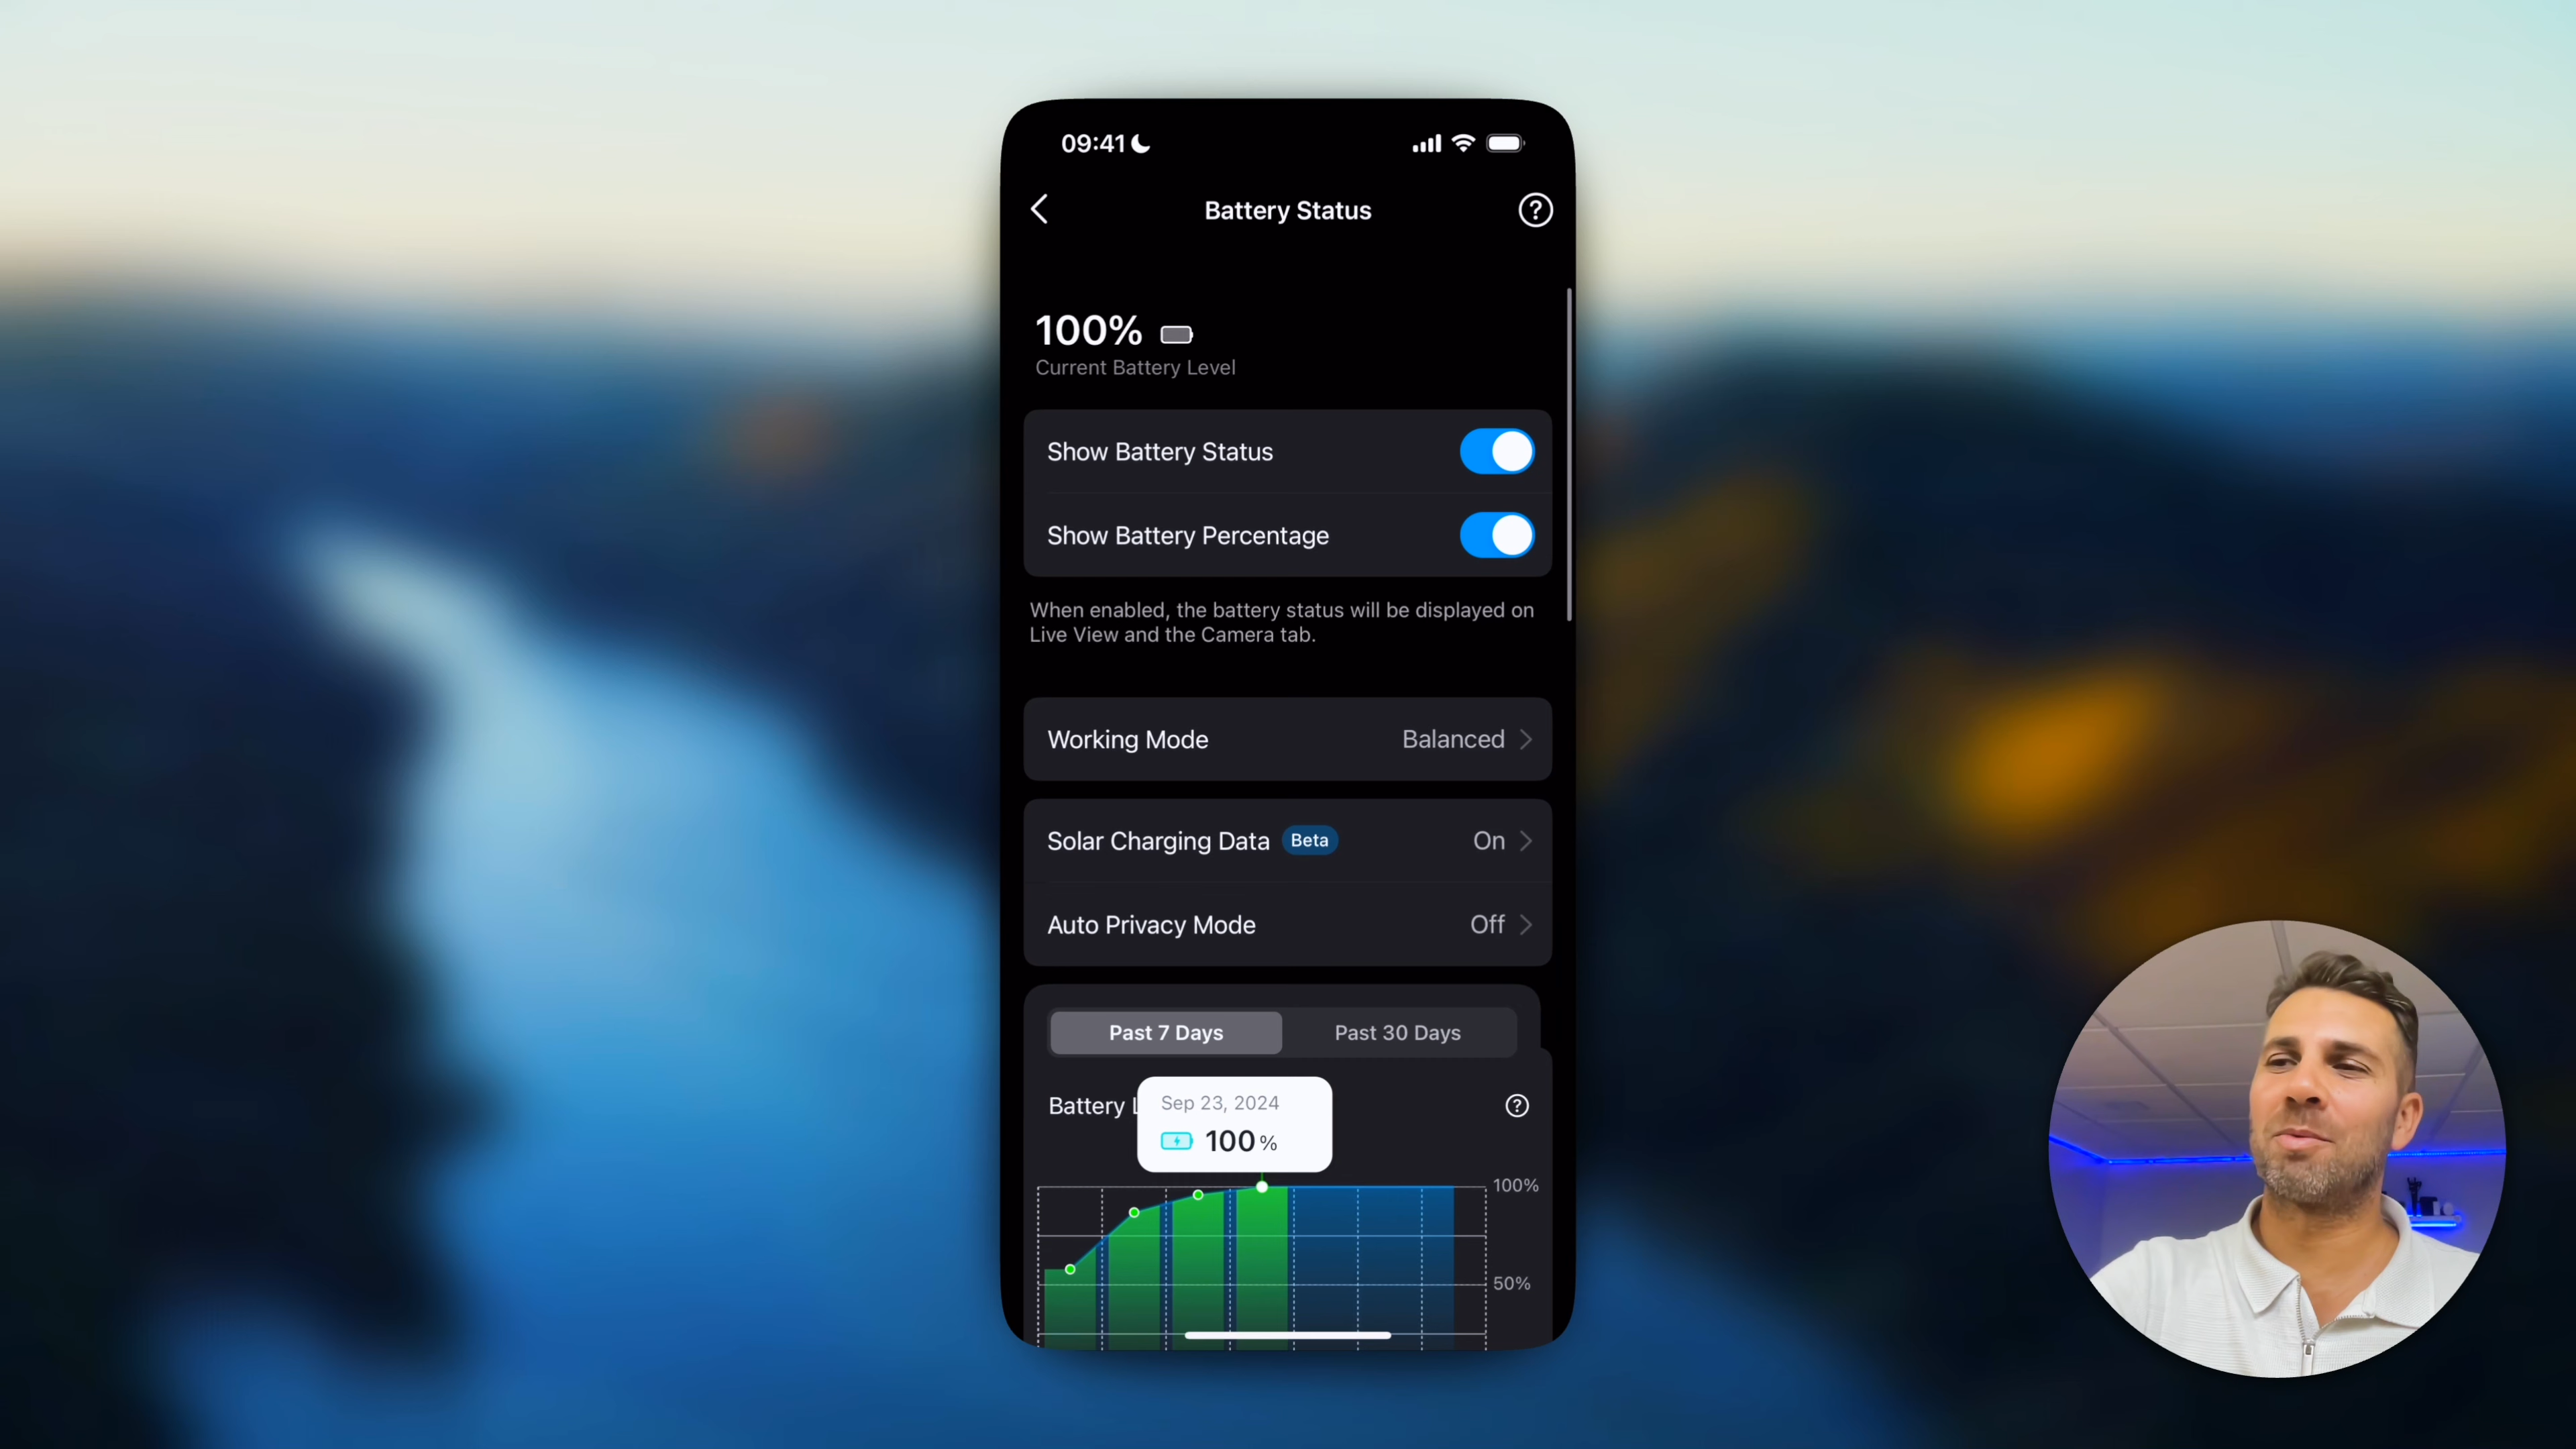 09:41
Battery Status
100%
Current Battery Level
Show Battery Status
Show Battery Percentage
When enabled, the battery status will be displayed on
Live View and the Camera tab.
Working Mode Balanced
Solar Charging Data Beta On
Auto Privacy Mode Off
Past 7 Days Past 30 Days
Battery
Sep 23, 2024
100 %
100%
50%